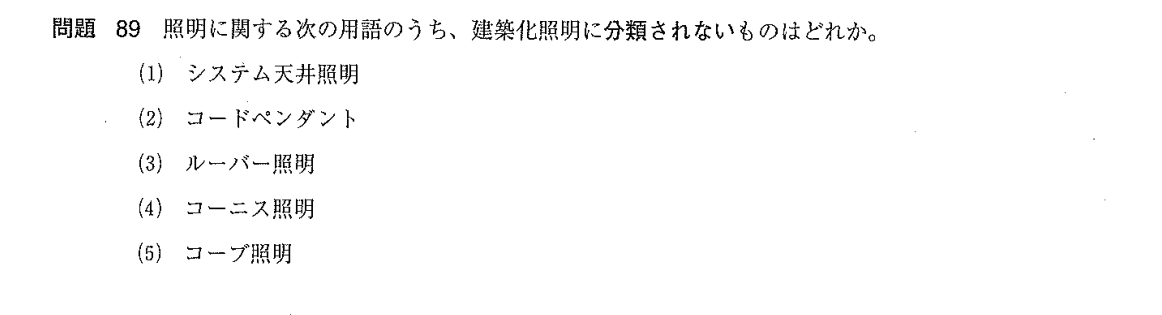 問題 89 照明に関する次の用語のうち、建築化照明に分類されないものはどれか。
(1) システム天井照明
(2) コードペンダント
(3) ルーバー照明
(4) コーニス照明
(5) コーブ照明